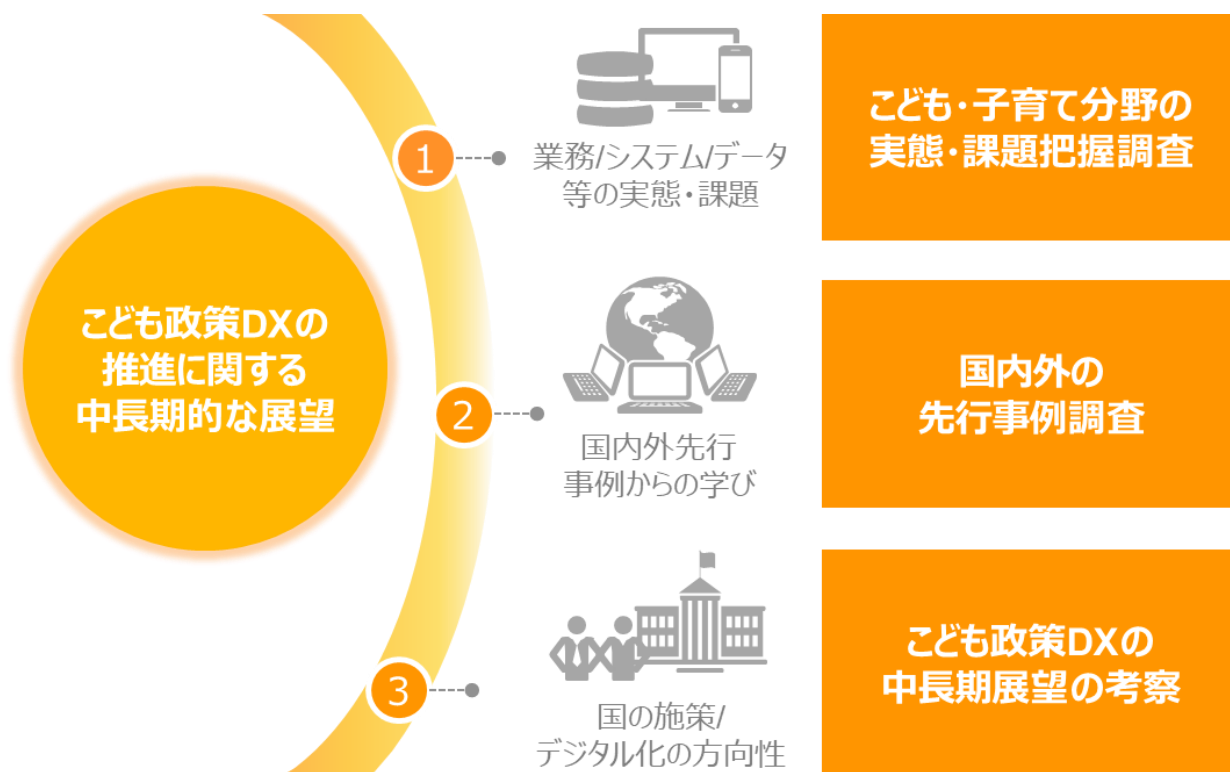 こども政策DXの
推進に関する
中長期的な展望
1
業務/システム/データ
等の実態・課題
こども・子育て分野の
実態・課題把握調査
2
国内外先行
事例からの学び
国内外の
先行事例調査
3
国の施策/
デジタル化の方向性
こども政策DXの
中長期展望の考察